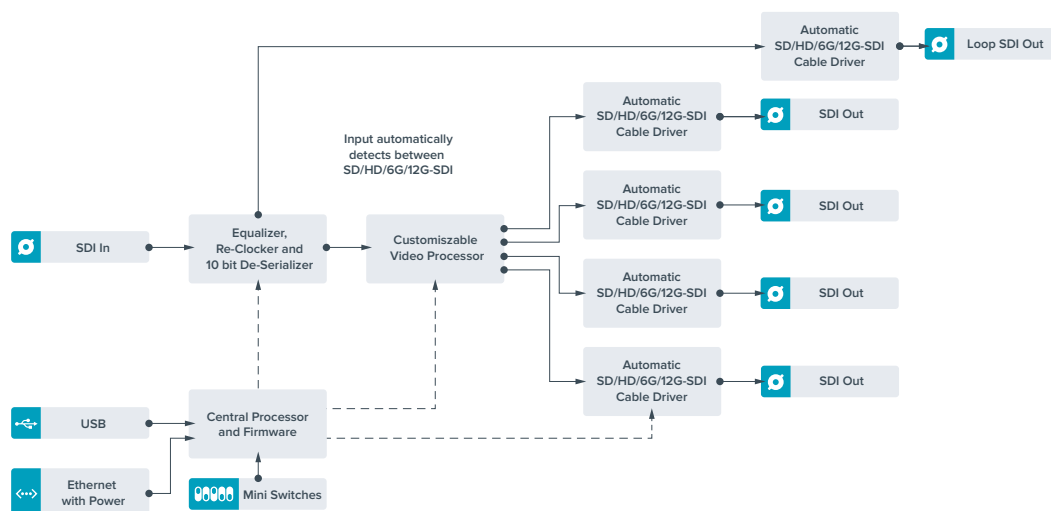 Automatic
SD/HD/6G/12G-SDI
Cable Driver
Loop SDI Out
Automatic
SD/HD/6G/12G-SDI
Cable Driver
SDI Out
Input automatically
detects between
SD/HD/6G/12G-SDI
Automatic
SD/HD/6G/12G-SDI
Cable Driver
SDI Out
SDI In
Equalizer,
Re-Clocker and
10 bit De-Serializer
Customiszable
Video Processor
Automatic
SD/HD/6G/12G-SDI
Cable Driver
SDI Out
Automatic
SD/HD/6G/12G-SDI
Cable Driver
SDI Out
USB
Central Processor
and Firmware
Ethernet
with Power
Mini Switches